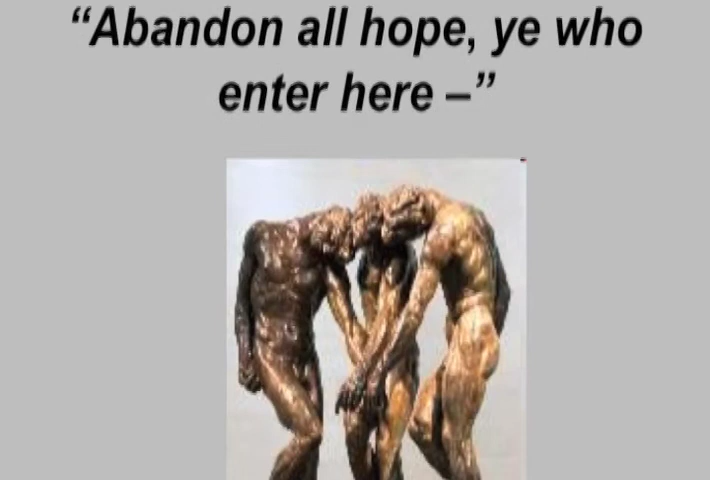 “Abandon all hope, ye who
enter here –”